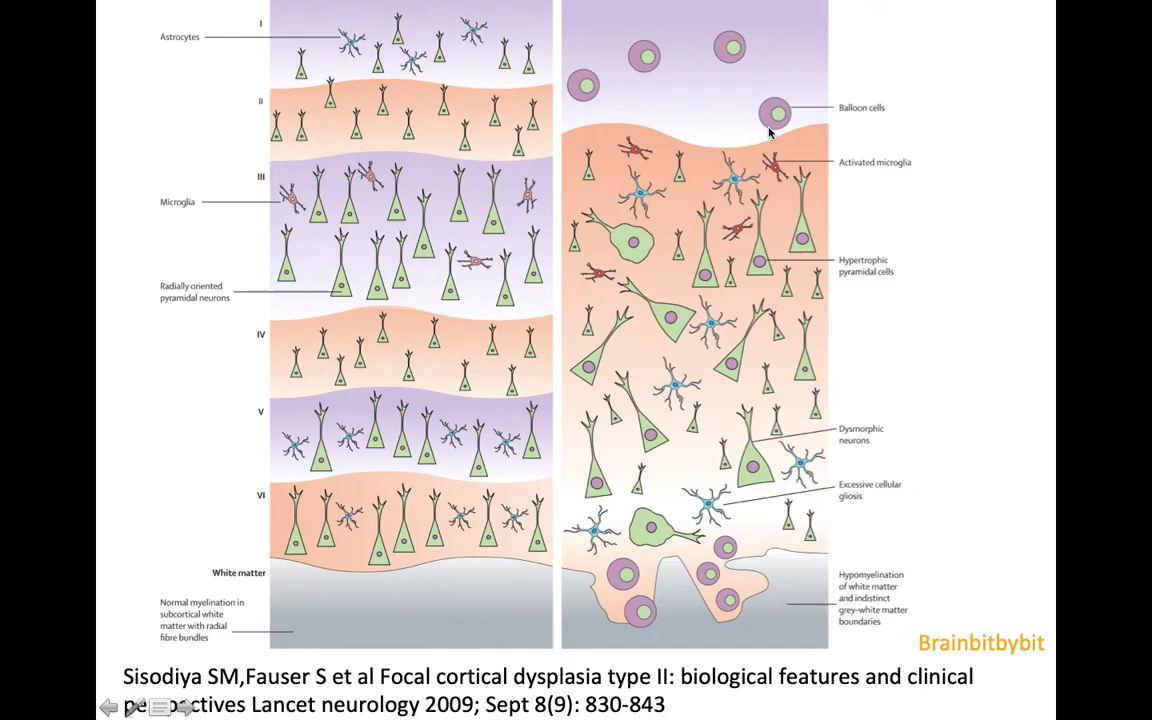 I
Astrocytes
II
III
Microglia
Radially oriented
pyramidal neurons
IV
V
VI
White matter
Normal myelination in
subcortical white
matter with radial
fibre bundles
Balloon cells
Activated microglia
Hypertrophic
pyramidal cells
Dysmorphic
neurons
Excessive cellular
gliosis
Hypomyelination
of white matter
and indistinct
grey–white matter
boundaries
Brainbitbybit
Sisodiya SM,Fauser S et al Focal cortical dysplasia type II: biological features and clinical
perspectives Lancet neurology 2009; Sept 8(9): 830-843